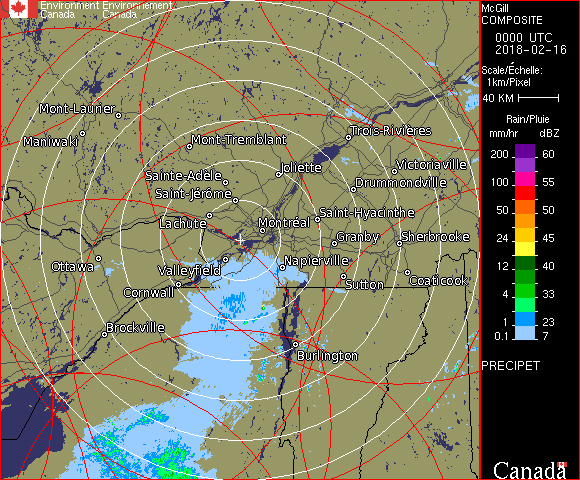 Environment Environment
Canada Canada
McGill
COMPOSITE
0000 UTC
2018-02-16
Scale/Échelle:
1km/Pixel
40 KM
Rain/Pluie
mm/hr dBZ
200 60
100 55
50 50
24 45
12 40
4 33
1 23
0.1 7
PRECIPET
Canada
Mont-Laurier
Maniwaki
Mont-Tremblant
Trois-Rivières
Sainte-Adèle
Joliette
Victoriaville
Drummondville
Saint-Jérôme
Lachute
Montréal
Saint-Hyacinthe
Granby
Sherbrooke
Ottawa
Valleyfield
Napierville
Cornwall
Sutton
Coaticook
Brockville
Burlington